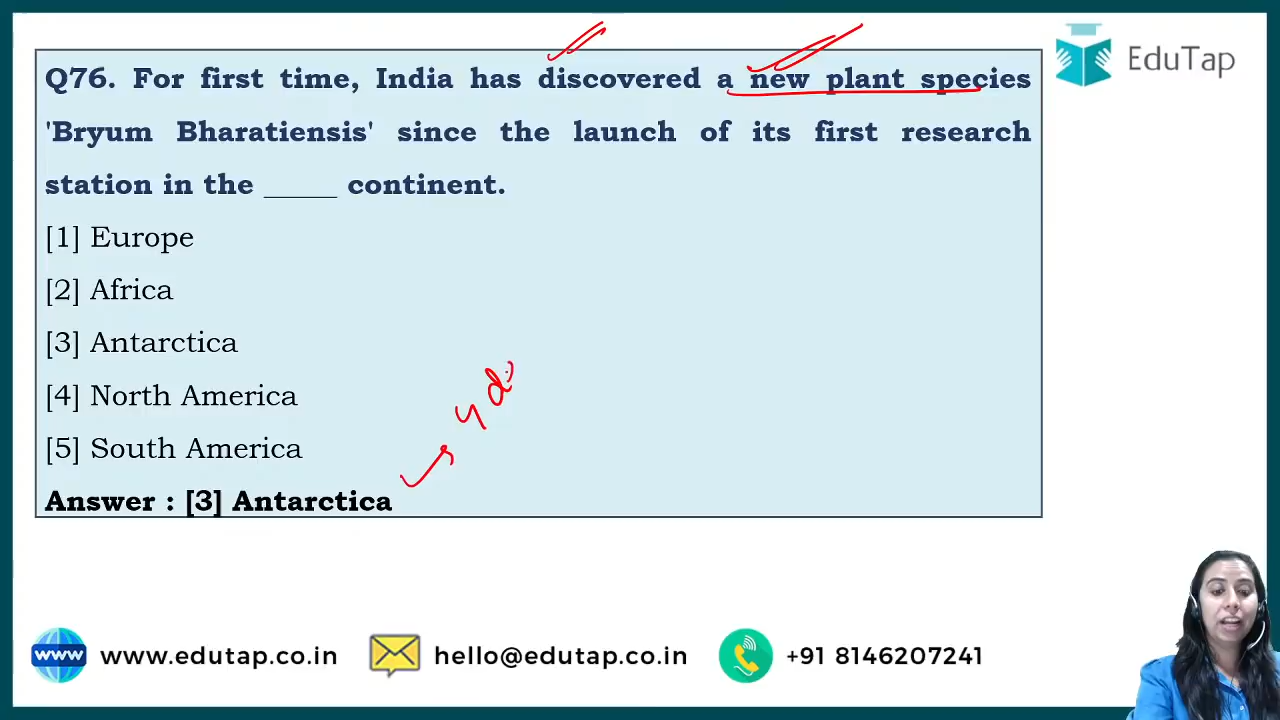 Q76. For first time, India has discovered a new plant species
'Bryum Bharatiensis' since the launch of its first research
station in the _____ continent.
[1] Europe
[2] Africa
[3] Antarctica
[4] North America
[5] South America
Answer : [3] Antarctica
EduTap
www www.edutap.co.in
hello@edutap.co.in
+91 8146207241